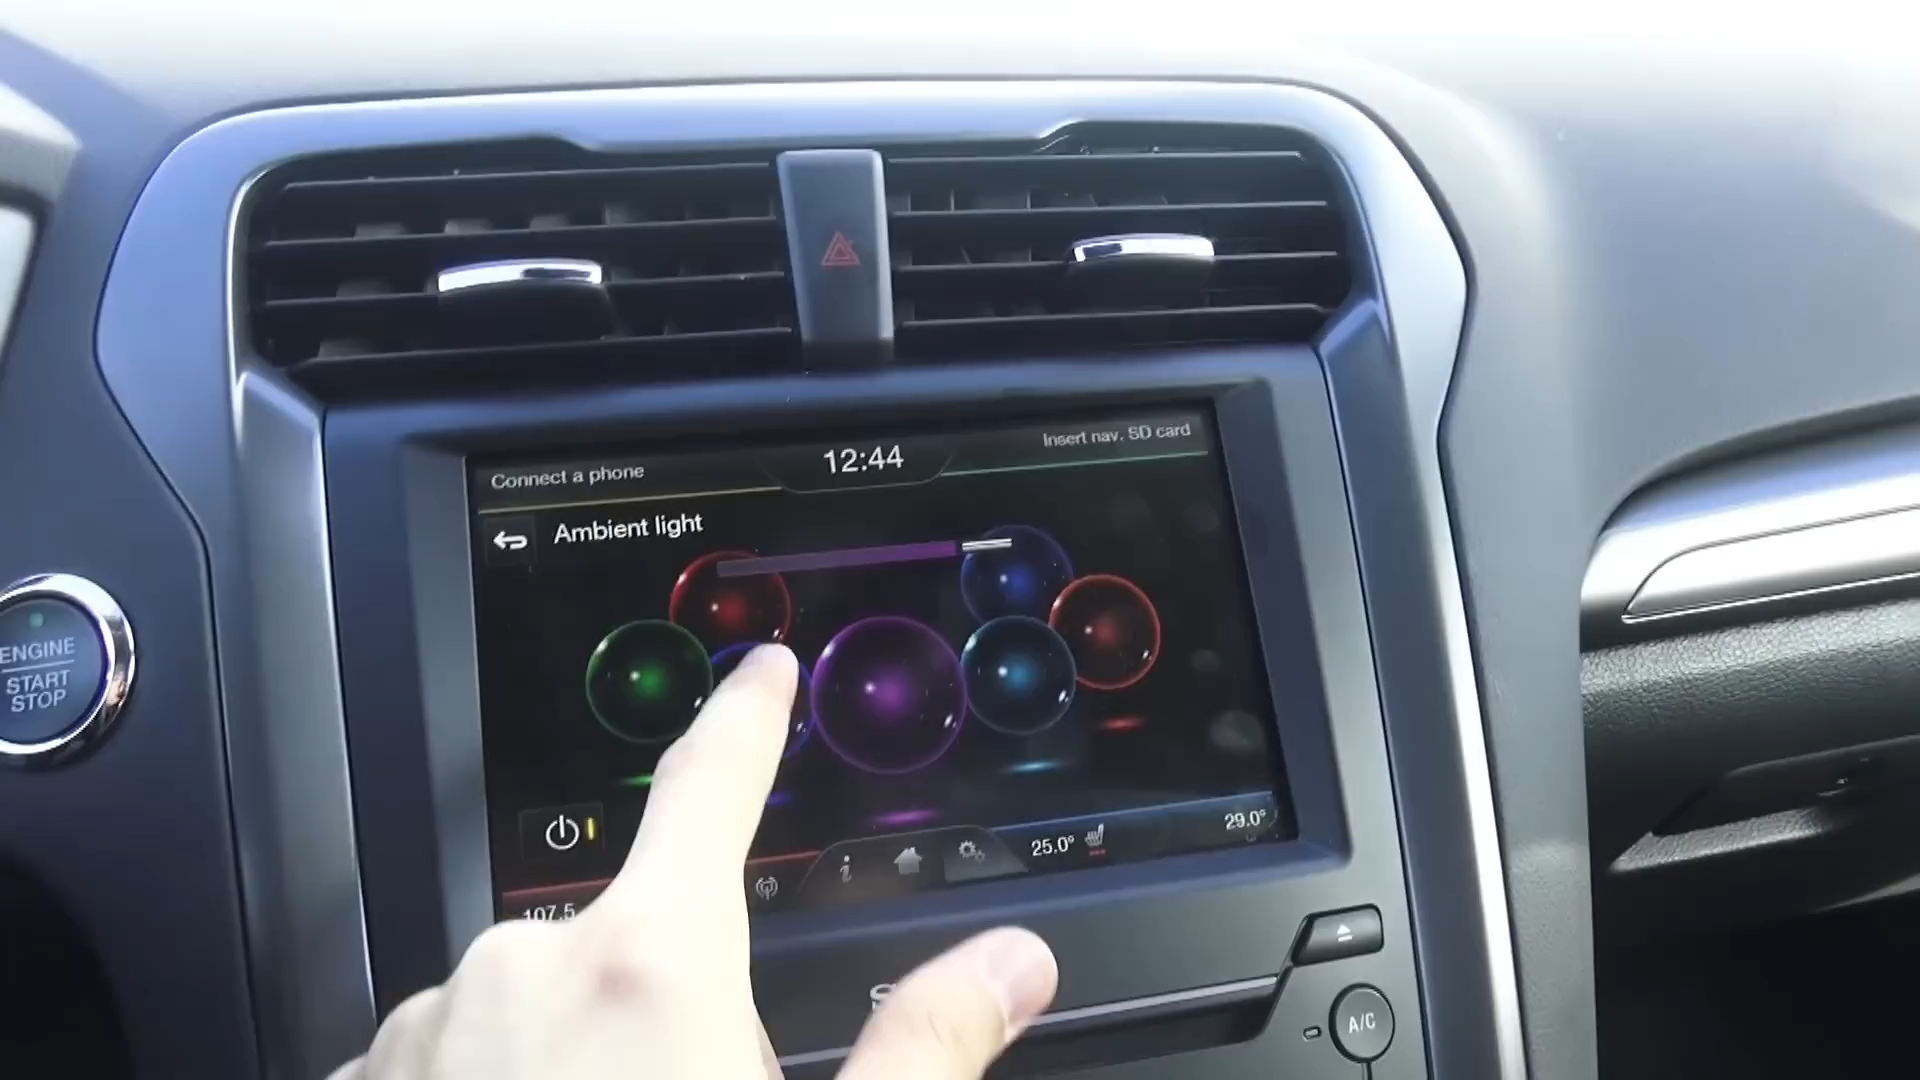 Connect a phone
12:44
Insert nav. SD card
Ambient light
ENGINE
START
STOP
25.0°
29.0°
107.5
A/C